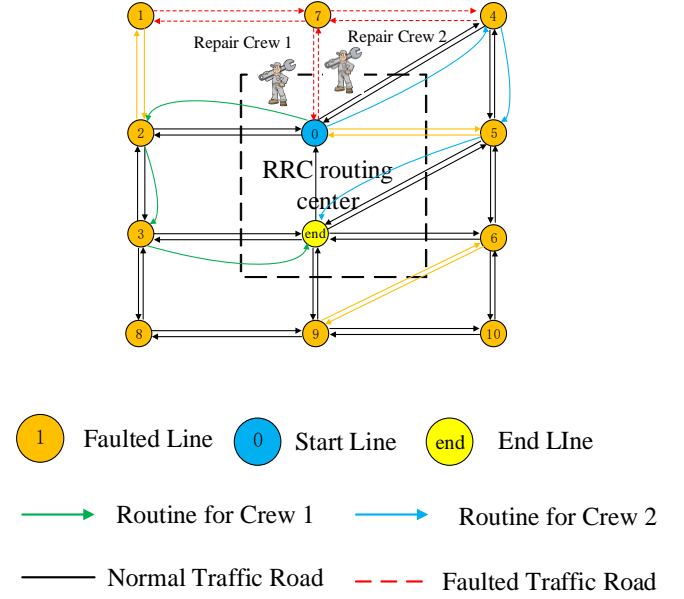 1
7
4
Repair Crew 1
Repair Crew 2
2
0
5
RRC routing
center
3
end
6
8
9
10
1
Faulted Line
0
Start Line
end
End LIne
Routine for Crew 1
Routine for Crew 2
Normal Traffic Road
Faulted Traffic Road